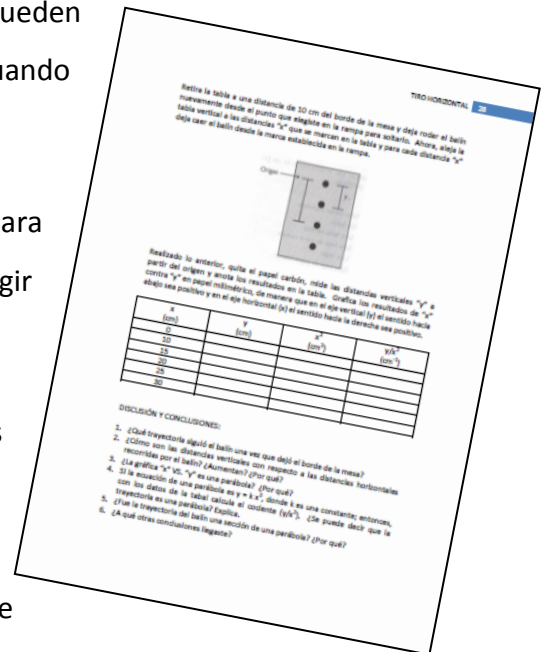 ueden
uando
ara
gir
s
e
TIRO HORIZONTAL 28
Retira la tabla a una distancia de 10 cm del borde de la mesa y deja rodar el balín
nuevamente desde el punto que elegiste en la rampa para soltarlo. Ahora, aleja la
tabla vertical a las distancias "x" que se marcan en la tabla y para cada distancia "x"
deja caer el balín desde la marca establecida en la rampa.
Origen
Y
Realizado lo anterior, quita el papel carbón, mide las distancias verticales "y" a
partir del origen y anota los resultados en la tabla. Grafica los resultados de "x"
contra "y" en papel milimétrico, de manera que en el eje vertical (y) el sentido hacia
abajo sea positivo y en el eje horizontal (x) el sentido hacia la derecha sea positivo.
x y x² y/x²
(cm) (cm) (cm²) (cm⁻¹)
0
10
15
20
25
30
DISCUSIÓN Y CONCLUSIONES:
1. ¿Qué trayectoria siguió el balín una vez que dejó el borde de la mesa?
2. ¿Cómo son las distancias verticales con respecto a las distancias horizontales
recorridas por el balín? ¿Aumentan? ¿Por qué?
3. ¿La gráfica "x" VS. "y" es una parábola? ¿Por qué?
4. Si la ecuación de una parábola es y = k x², donde k es una constante; entonces,
con los datos de la tabal calcula el cociente (y/x²). ¿Se puede decir que la
trayectoria es una parábola? Explica.
5. ¿Fue la trayectoria del balín una sección de una parábola? ¿Por qué?
6. ¿A qué otras conclusiones llegaste?